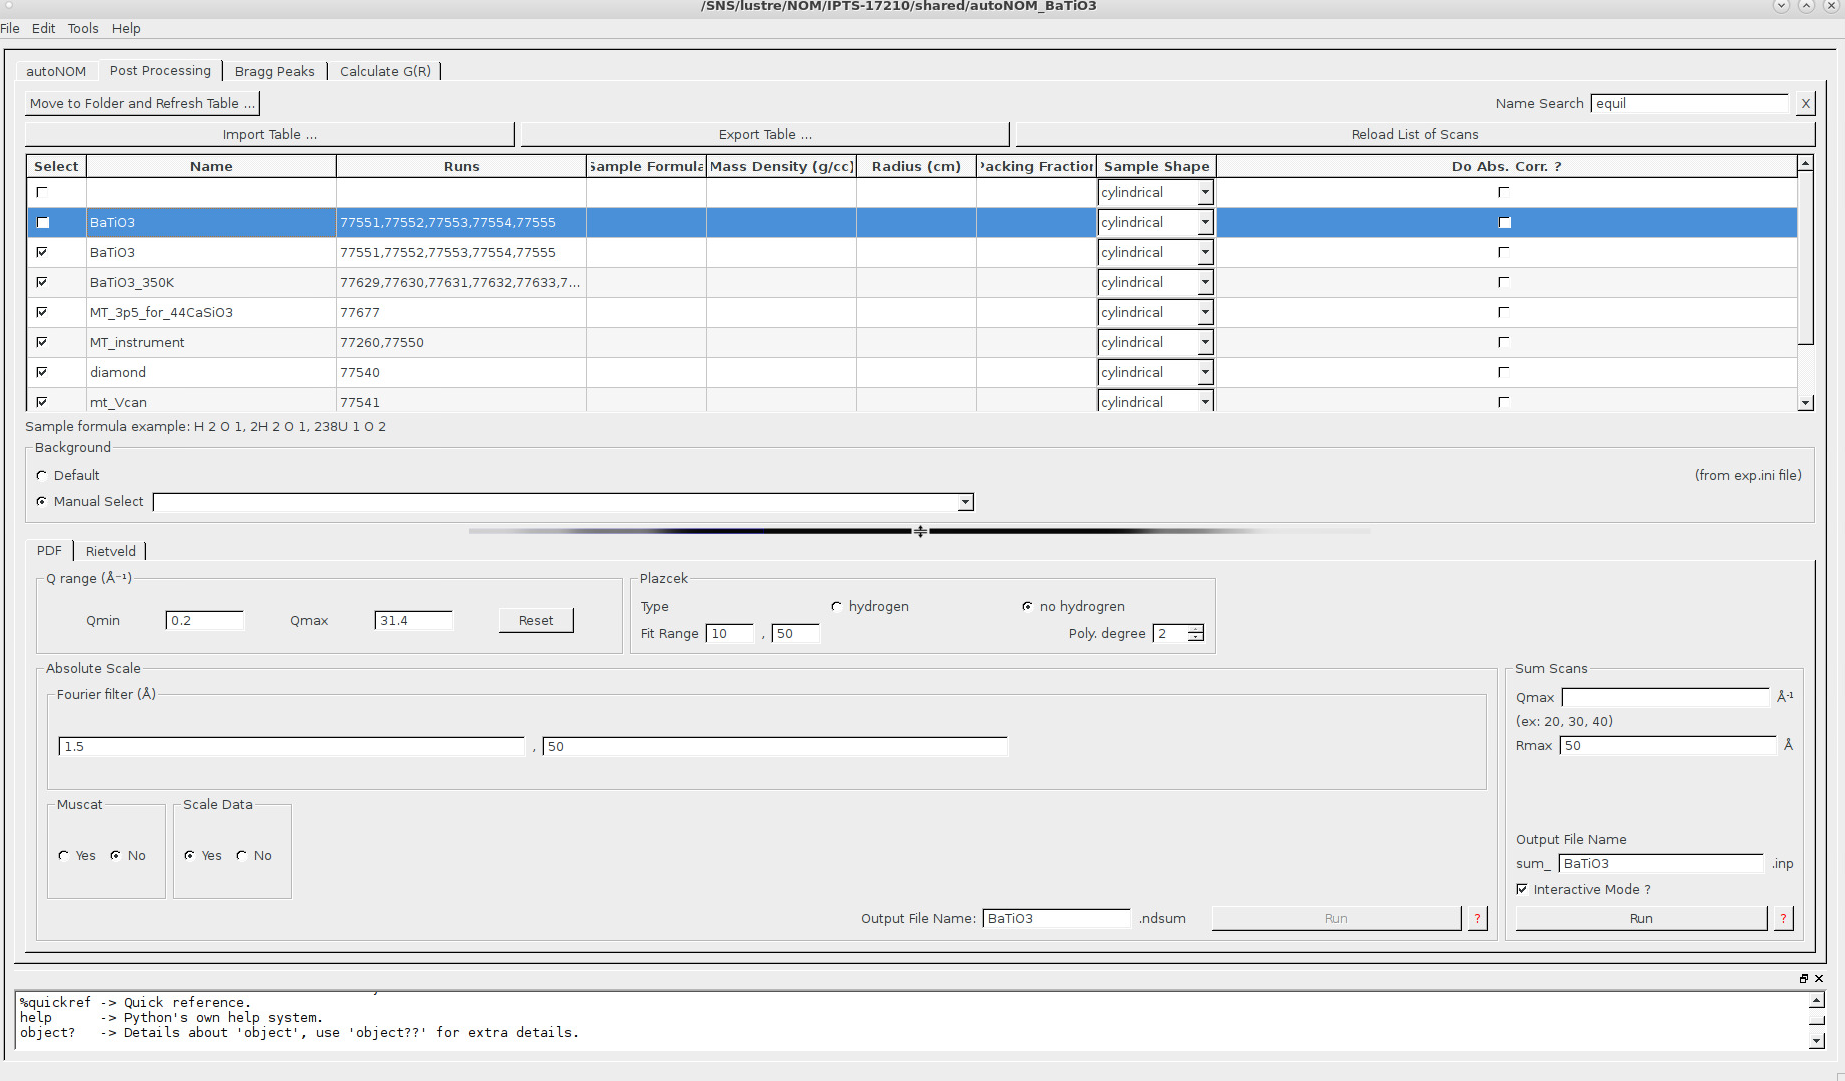 /SNS/lustre/NOM/IPTS-17210/shared/autoNOM_BaTiO3
File Edit Tools Help
autoNOM Post Processing Bragg Peaks Calculate G(R)
Move to Folder and Refresh Table ... Name Search equil X
Import Table ... Export Table ... Reload List of Scans
Select Name Runs Sample Formula Mass Density (g/cc) Radius (cm) Packing Fraction Sample Shape Do Abs. Corr. ?
cylindrical
BaTiO3 77551,77552,77553,77554,77555 cylindrical
BaTiO3 77551,77552,77553,77554,77555 cylindrical
BaTiO3_350K 77629,77630,77631,77632,77633,7... cylindrical
MT_3p5_for_44CaSiO3 77677 cylindrical
MT_instrument 77260,77550 cylindrical
diamond 77540 cylindrical
mt_Vcan 77541 cylindrical
Sample formula example: H 2 O 1, 2H 2 O 1, 238U 1 O 2
Background
Default (from exp.ini file)
Manual Select
PDF Rietveld
Q range (Å⁻¹) Plazcek
Type hydrogen no hydrogren
Qmin 0.2 Qmax 31.4 Reset
Fit Range 10 , 50 Poly. degree 2
Absolute Scale Sum Scans
Fourier filter (Å)
Qmax Å⁻¹
(ex: 20, 30, 40)
1.5 , 50 Rmax 50 Å
Muscat Scale Data
Output File Name
Yes No Yes No
sum_ BaTiO3 .inp
Interactive Mode ?
Output File Name: BaTiO3 .ndsum Run ? Run ?
%quickref -> Quick reference.
help -> Python's own help system.
object? -> Details about 'object', use 'object??' for extra details.